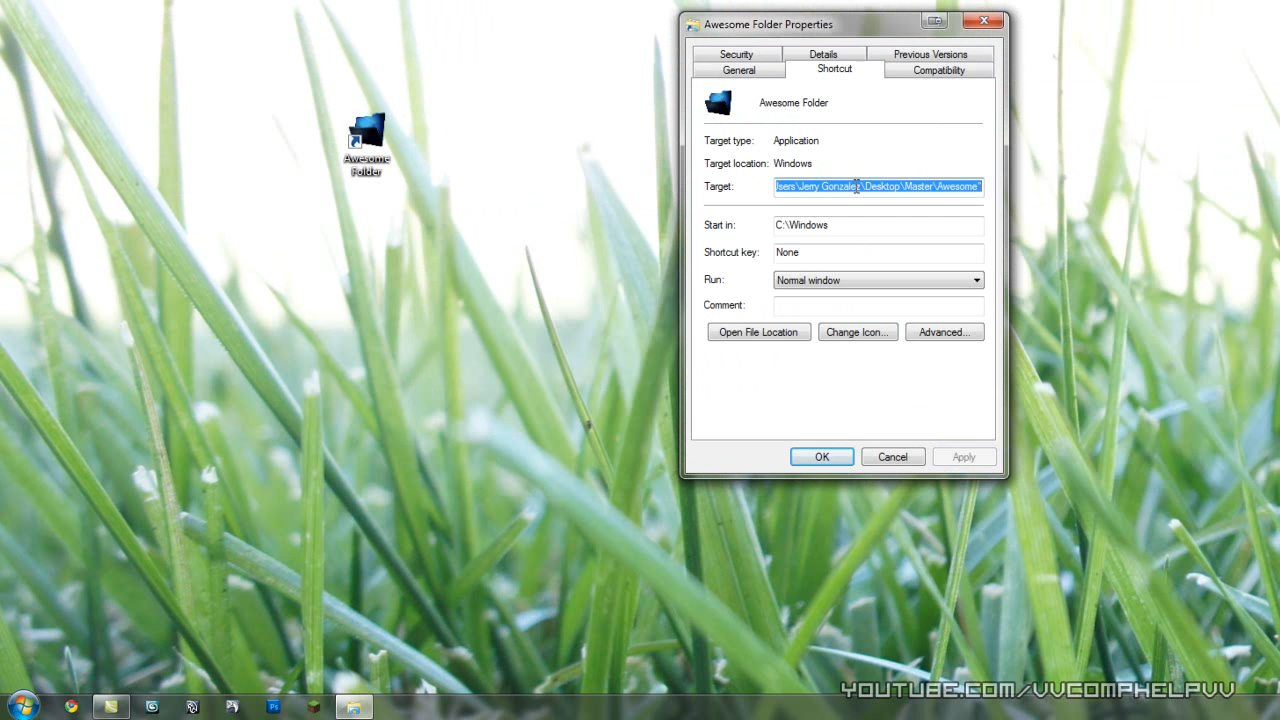 Awesome Folder Properties
Security
Details
Previous Versions
General
Shortcut
Compatibility
Awesome Folder
Target type: Application
Target location: Windows
Target: sers\Jerry Gonzalez\Desktop\Master\Awesome"
Start in: C:\Windows
Shortcut key: None
Run: Normal window
Comment:
Open File Location
Change Icon...
Advanced...
OK
Cancel
Apply
Awesome
Folder
Ps
YOUTUBE.COM/VVCOMPHELPVV